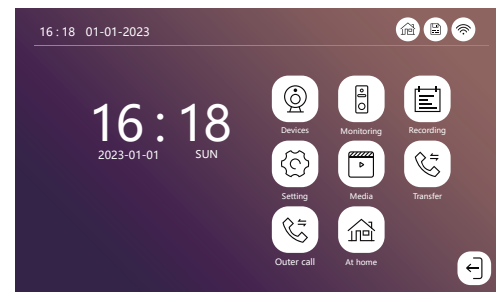 16 : 18 01-01-2023
16 : 18
2023-01-01 SUN
Devices Monitoring Recording
Setting Media Transfer
Outer call At home